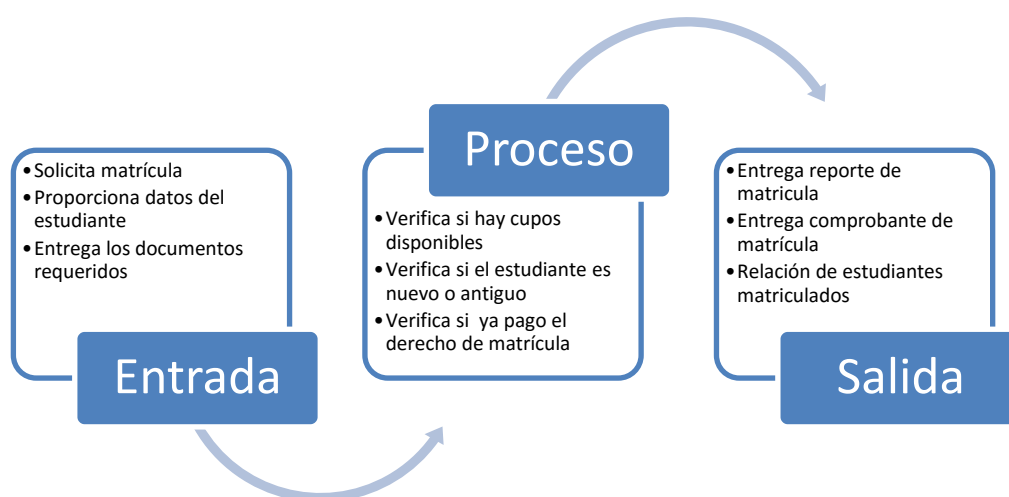 • Solicita matrícula
• Proporciona datos del
estudiante
• Entrega los documentos
requeridos
Entrada
Proceso
• Verifica si hay cupos
disponibles
• Verifica si el estudiante es
nuevo o antiguo
• Verifica si  ya pago el
derecho de matrícula
• Entrega reporte de
matricula
• Entrega comprobante de
matrícula
• Relación de estudiantes
matriculados
Salida